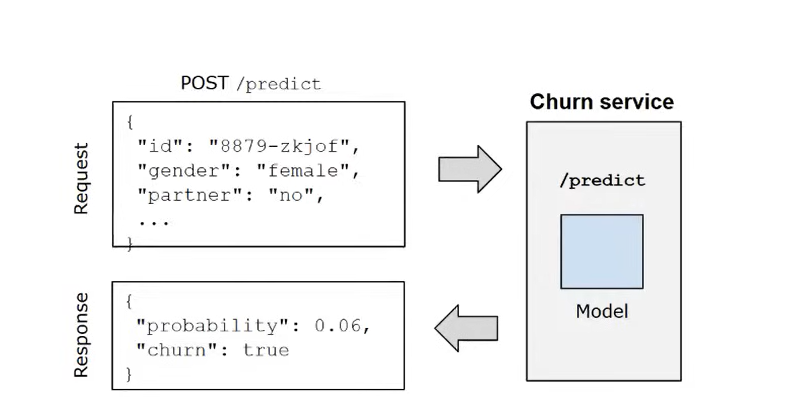 POST /predict
Request
{
"id": "8879-zkjof",
"gender": "female",
"partner": "no",
...
}
Response
{
"probability": 0.06,
"churn": true
}
Churn service
/predict
Model